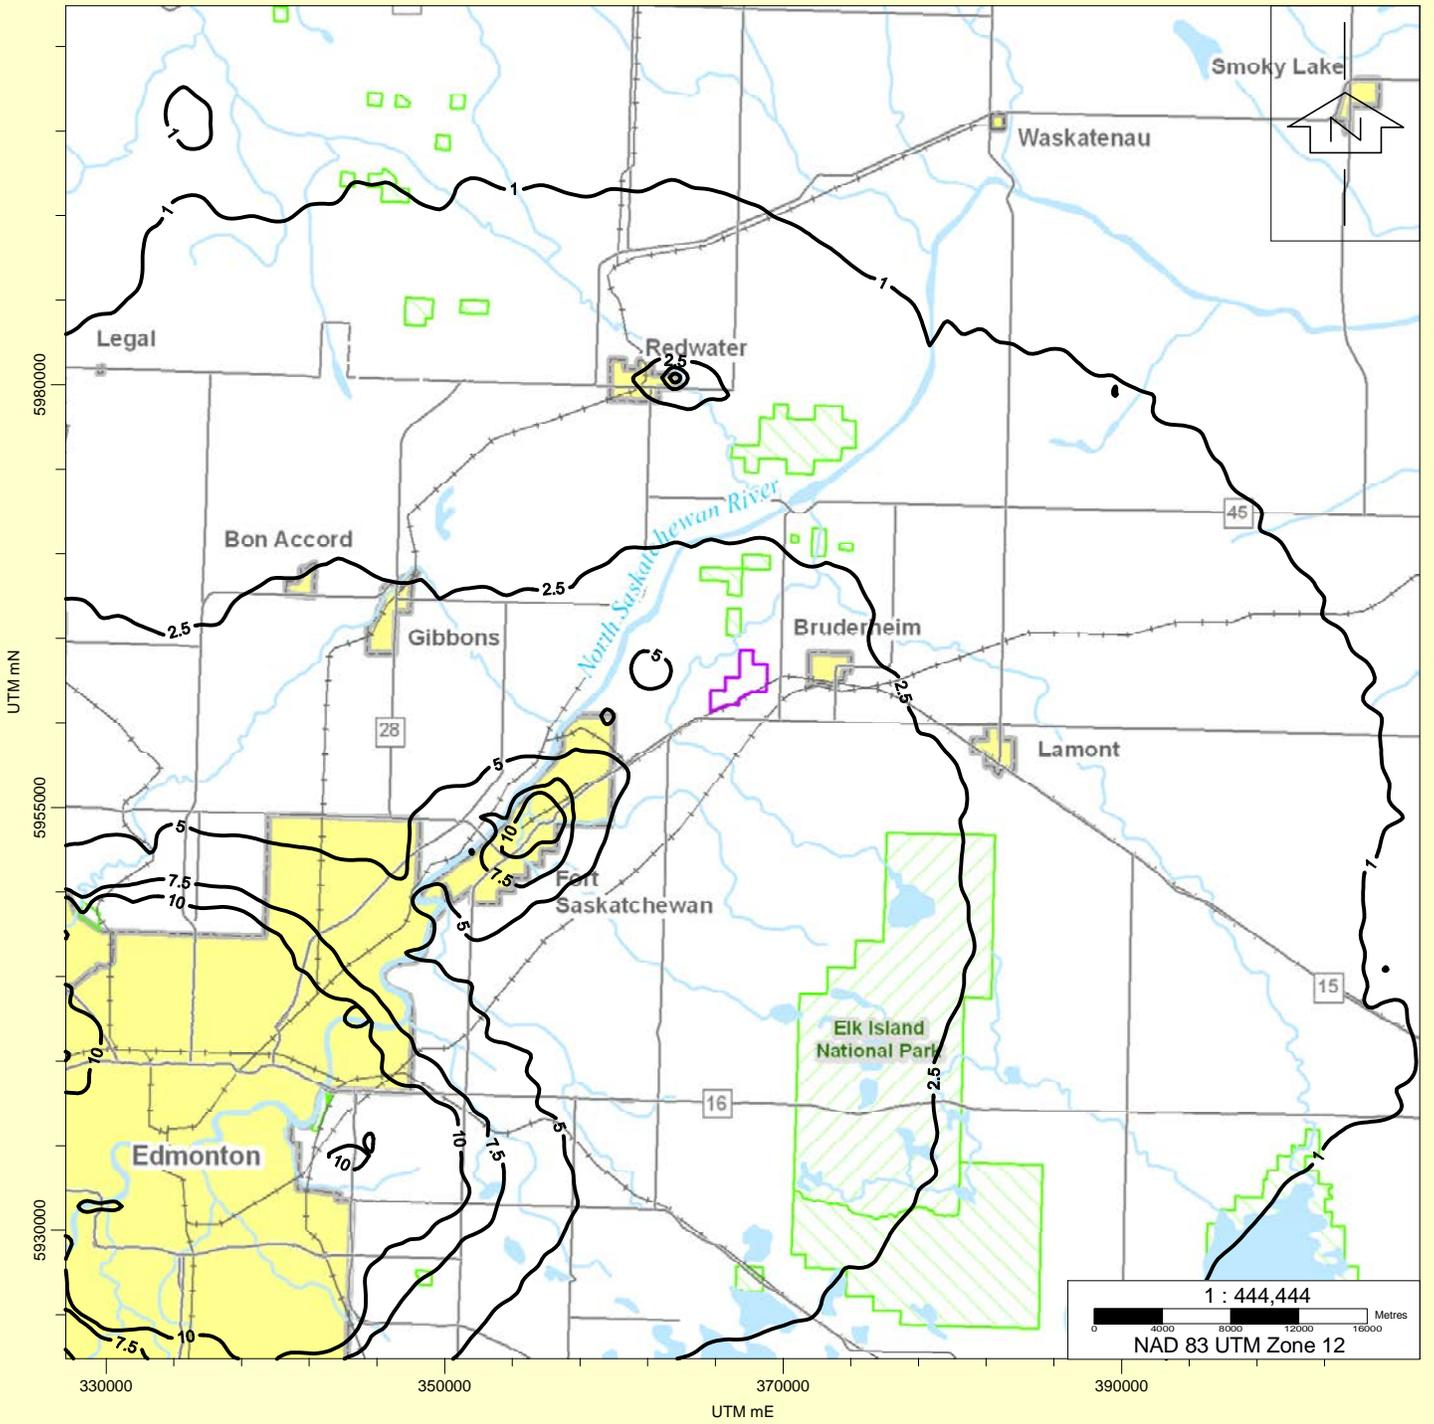 Smoky Lake
N
Waskatenau
1
1
1
1
Legal
Redwater
2.5
5980000
North Saskatchewan River
45
Bon Accord
2.5
2.5
Gibbons
5
Bruderheim
2.5
UTM mN
28
Lamont
5
5955000
5
10
7.5
Fort
Saskatchewan
1
7.5
10
5
15
Elk Island
National Park
10
2.5
16
5
10
7.5
Edmonton
10
1
5930000
1 : 444,444
Metres
0 4000 8000 12000 16000
NAD 83 UTM Zone 12
10
7.5
330000 350000 370000 390000
UTM mE